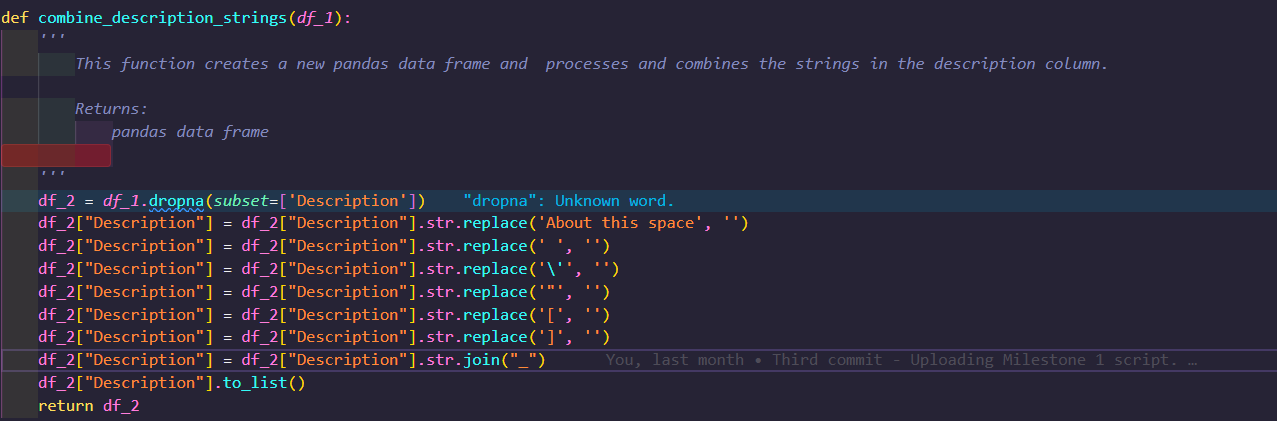 def combine_description_strings(df_1):
    '''
        This function creates a new pandas data frame and  processes and combines the strings in the description column.
        Returns:
            pandas data frame
    '''
    df_2 = df_1.dropna(subset=['Description'])    "dropna": Unknown word.
    df_2["Description"] = df_2["Description"].str.replace('About this space', '')
    df_2["Description"] = df_2["Description"].str.replace(' ', '')
    df_2["Description"] = df_2["Description"].str.replace('\'', '')
    df_2["Description"] = df_2["Description"].str.replace('"', '')
    df_2["Description"] = df_2["Description"].str.replace('[', '')
    df_2["Description"] = df_2["Description"].str.replace(']', '')
    df_2["Description"] = df_2["Description"].str.join("_")    You, last month • Third commit - Uploading Milestone 1 script. …
    df_2["Description"].to_list()
    return df_2